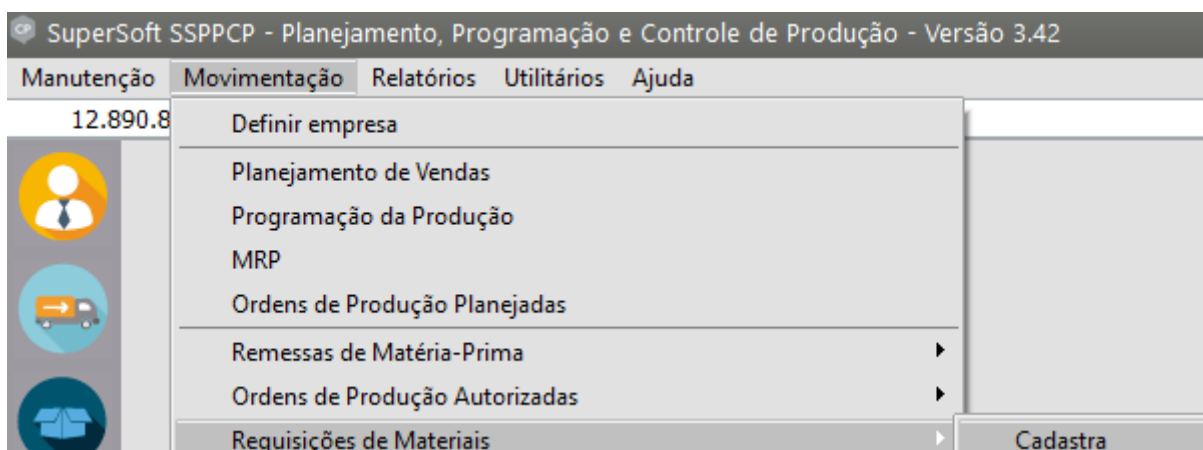 SuperSoft SSPPCP - Planejamento, Programação e Controle de Produção - Versão 3.42
Manutenção Movimentação Relatórios Utilitários Ajuda
12.890.8
Definir empresa
Planejamento de Vendas
Programação da Produção
MRP
Ordens de Produção Planejadas
Remessas de Matéria-Prima
Ordens de Produção Autorizadas
Requisições de Materiais Cadastra